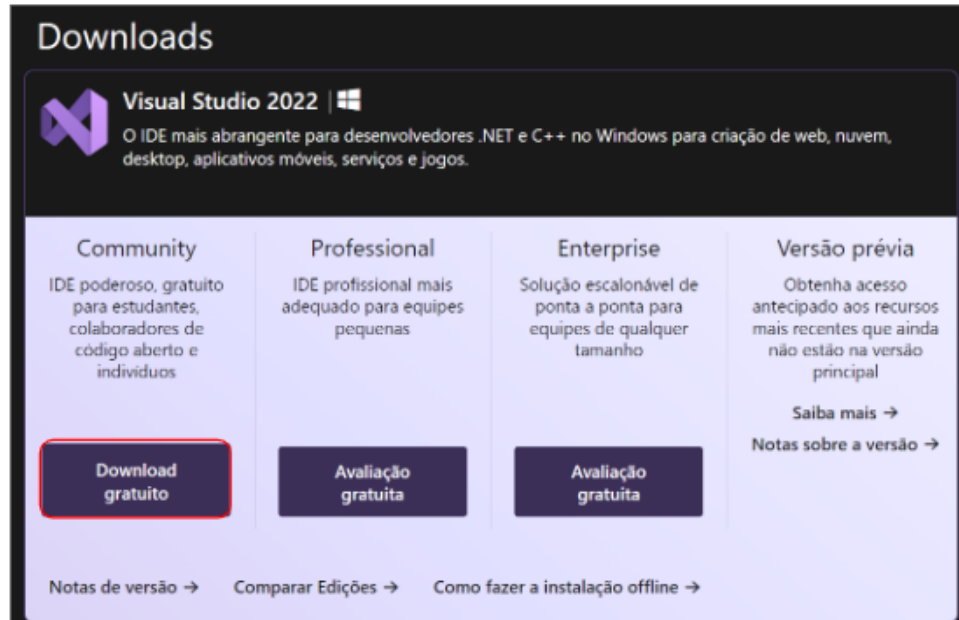 Downloads
Visual Studio 2022 |
O IDE mais abrangente para desenvolvedores .NET e C++ no Windows para criação de web, nuvem,
desktop, aplicativos móveis, serviços e jogos.
Community
IDE poderoso, gratuito
para estudantes,
colaboradores de
código aberto e
indivíduos
Download
gratuito
Professional
IDE profissional mais
adequado para equipes
pequenas
Avaliação
gratuita
Enterprise
Solução escalonável de
ponta a ponta para
equipes de qualquer
tamanho
Avaliação
gratuita
Versão prévia
Obtenha acesso
antecipado aos recursos
mais recentes que ainda
não estão na versão
principal
Saiba mais →
Notas sobre a versão →
Notas de versão →
Comparar Edições →
Como fazer a instalação offline →